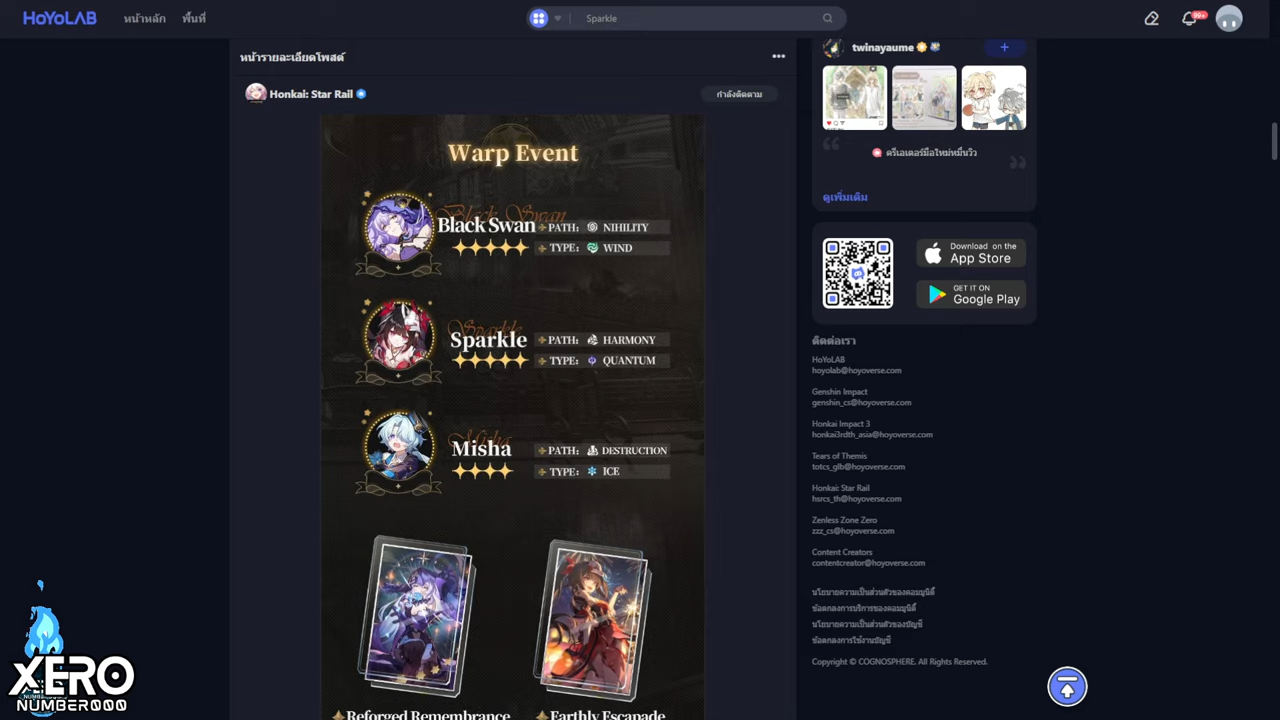 HoYoLAB
หน้าหลัก
พื้นที่
Sparkle
99+
หน้ารายละเอียดโพสต์
Honkai: Star Rail
กำลังติดตาม
Warp Event
Black Swan
Black Swan
PATH: NIHILITY
TYPE: WIND
Sparkle
Sparkle
PATH: HARMONY
TYPE: QUANTUM
Misha
Misha
PATH: DESTRUCTION
TYPE: ICE
Reforged Remembrance
Earthly Escapade
twinayaume
ครีเอเตอร์มือใหม่หมื่นวิว
ดูเพิ่มเติม
Download on the
App Store
GET IT ON
Google Play
ติดต่อเรา
HoYoLAB
hoyolab@hoyoverse.com
Genshin Impact
genshin_cs@hoyoverse.com
Honkai Impact 3
honkai3rdth_asia@hoyoverse.com
Tears of Themis
totcs_glb@hoyoverse.com
Honkai: Star Rail
hsrcs_th@hoyoverse.com
Zenless Zone Zero
zzz_cs@hoyoverse.com
Content Creators
contentcreator@hoyoverse.com
นโยบายความเป็นส่วนตัวของคอมมูนิตี้
ข้อตกลงการบริการของคอมมูนิตี้
นโยบายความเป็นส่วนตัวของบัญชี
ข้อตกลงการใช้งานบัญชี
Copyright © COGNOSPHERE. All Rights Reserved.
XERO
NUMBER000